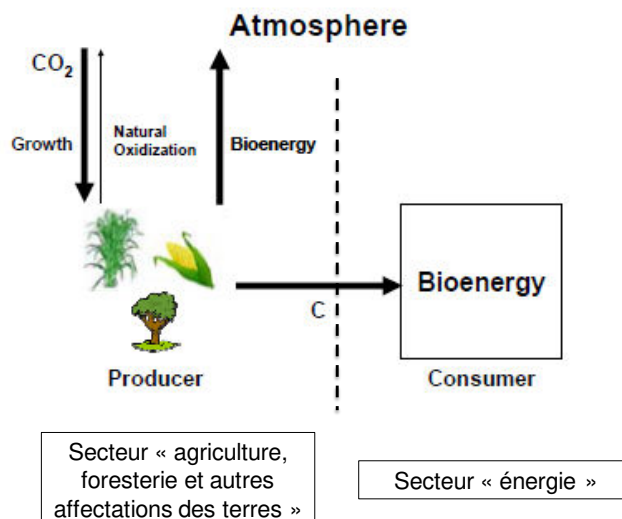 Atmosphere
CO2
Growth
Natural
Oxidization
Bioenergy
Bioenergy
C
Producer
Consumer
Secteur « agriculture,
foresterie et autres
affectations des terres »
Secteur « énergie »